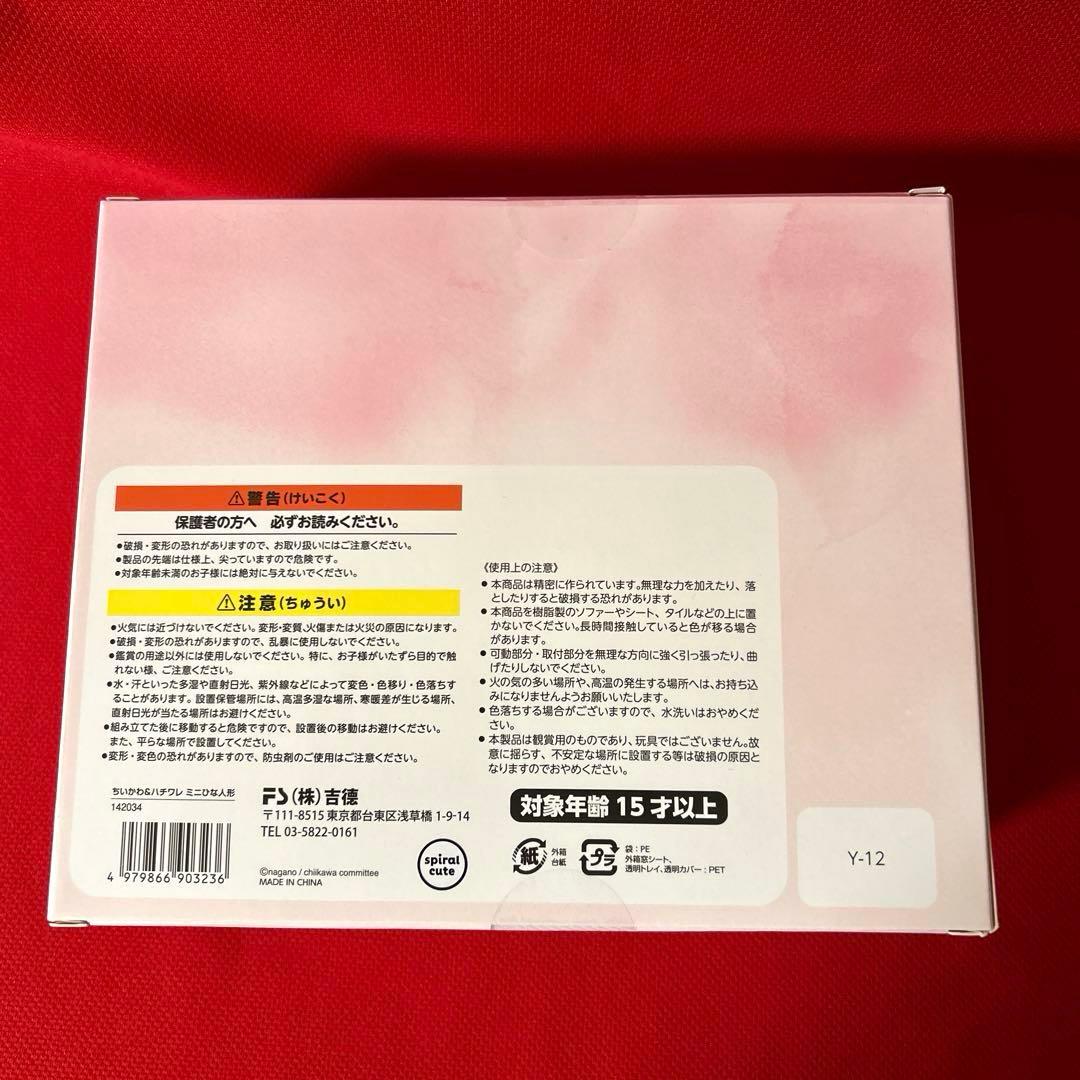 ⚠警告(けいこく)
保護者の方へ 必ずお読みください。
●破損・変形の恐れがありますので、お取り扱いにはご注意ください。
●製品の先端は仕様上、尖っていますので危険です。
●対象年齢未満のお子様には絶対に与えないでください。
⚠注意(ちゅうい)
●火気には近づけないでください。変形・変質、火傷または火災の原因になります。
●破損・変形の恐れがありますので、乱暴に使用しないでください。
●鑑賞の用途以外には使用しないでください。特に、お子様がいたずら目的で触
れない様、ご注意ください。
●水・汗といった多湿や直射日光、紫外線などによって変色・色移り・色落ちす
ることがあります。設置保管場所には、高温多湿な場所、寒暖差が生じる場所、
直射日光が当たる場所はお避けください。
●組み立てた後に移動すると危険ですので、設置後の移動はお避けください。
また、平らな場所で設置してください。
●変形・変色の恐れがありますので、防虫剤のご使用はご注意ください。
ちいかわ&ハチワレ ミニひな人形
142034
4 979866 903236
(株)吉德
〒111-8515 東京都台東区浅草橋 1-9-14
TEL 03-5822-0161
©nagano / chiikawa committee
MADE IN CHINA
spiral
cute
《使用上の注意》
● 本商品は精密に作られています。無理な力を加えたり、落
としたりすると破損する恐れがあります。
● 本商品を樹脂製のソファーやシート、タイルなどの上に置
かないでください。長時間接触していると色が移る場合
があります。
● 可動部分・取付部分を無理な方向に強く引っ張ったり、曲
げたりしないでください。
● 火の気の多い場所や、高温の発生する場所へは、お持ち込
みになりませんようお願いいたします。
● 色落ちする場合がございますので、水洗いはおやめくだ
さい。
● 本製品は観賞用のものであり、玩具ではございません。故
意に揺らす、不安定な場所に設置する等は破損の原因と
なりますのでおやめください。
対象年齢 15 才以上
紙
外箱
台紙
プラ
袋:PE
外箱窓シート、
透明トレイ、透明カバー:PET
Y-12